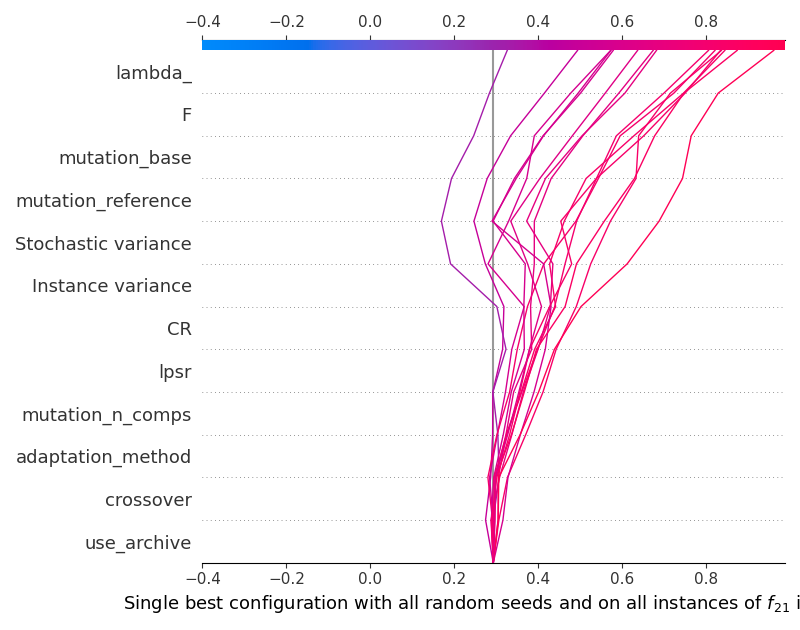 −0.4 −0.2 0.0 0.2 0.4 0.6 0.8
lambda_
F
mutation_base
mutation_reference
Stochastic variance
Instance variance
CR
lpsr
mutation_n_comps
adaptation_method
crossover
use_archive
−0.4 −0.2 0.0 0.2 0.4 0.6 0.8
Single best configuration with all random seeds and on all instances of f21 i